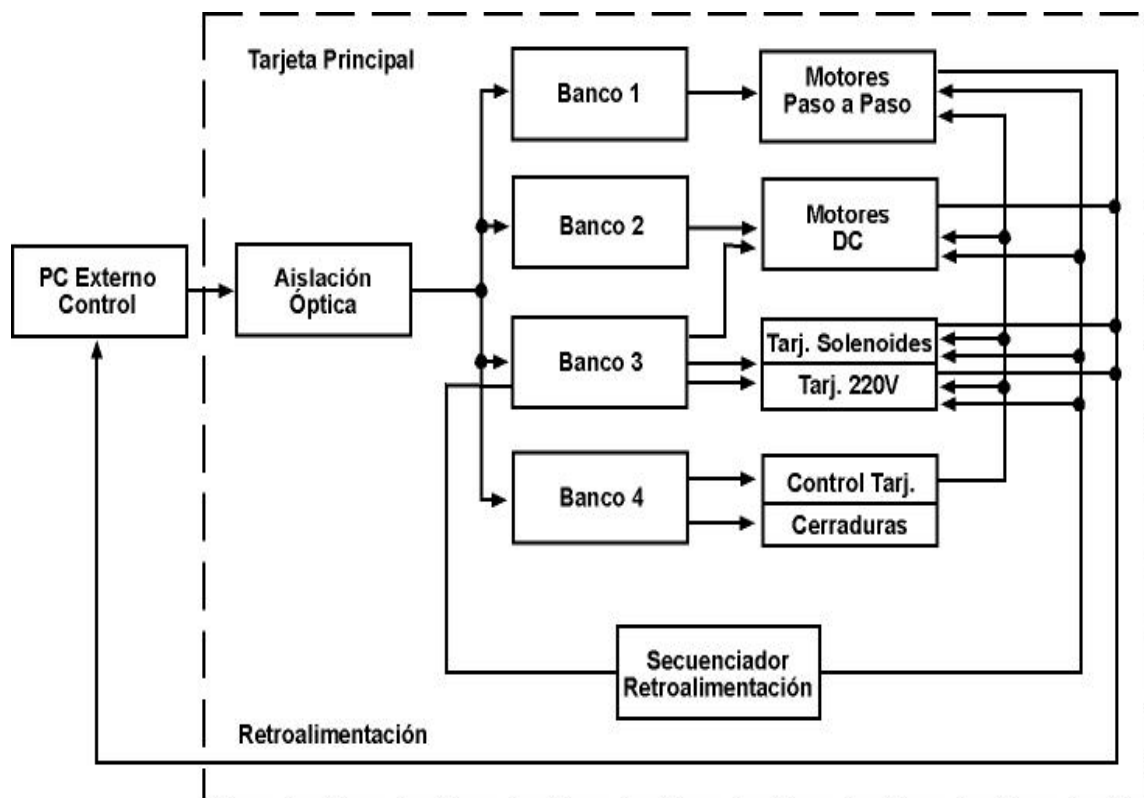 Tarjeta Principal
Banco 1
Motores
Paso a Paso
Banco 2
Motores
DC
PC Externo
Control
Aislación
Óptica
Banco 3
Tarj. Solenoides
Tarj. 220V
Banco 4
Control Tarj.
Cerraduras
Secuenciador
Retroalimentación
Retroalimentación